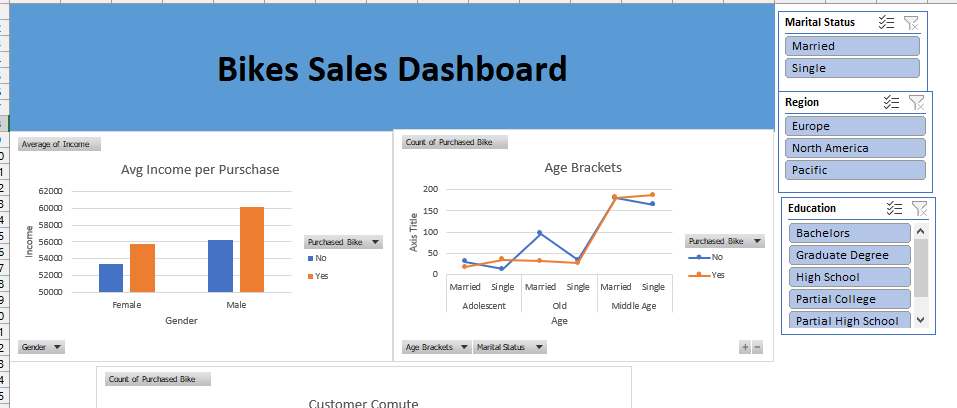 Bikes Sales Dashboard
Marital Status
Married
Single
Region
Europe
North America
Pacific
Education
Bachelors
Graduate Degree
High School
Partial College
Partial High School
Average of Income
Avg Income per Purschase
62000
60000
58000
56000
54000
52000
50000
Income
Female Male
Gender
Purchased Bike
No
Yes
Gender
Count of Purchased Bike
Age Brackets
200
150
100
50
0
Axis Title
Married Single Married Single Married Single
Adolescent Old Middle Age
Age
Purchased Bike
No
Yes
Age Brackets Marital Status
Count of Purchased Bike
Customer Comute